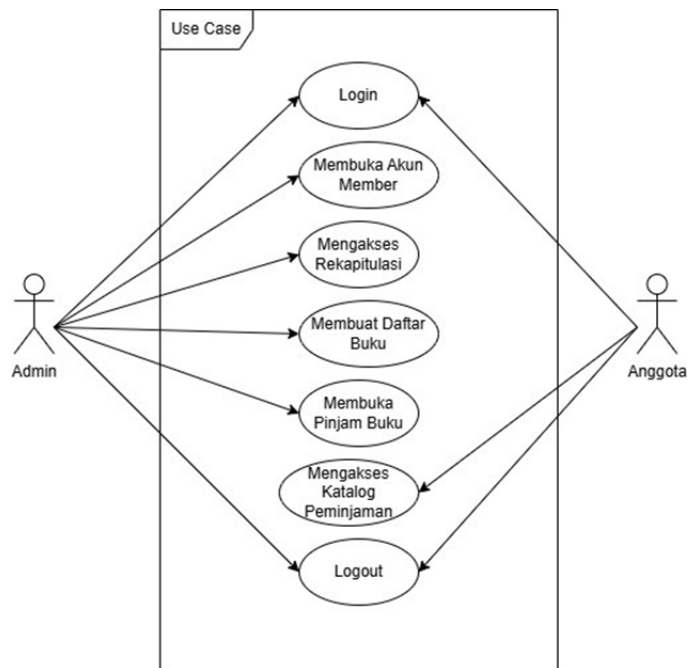 Use Case
Login
Membuka Akun
Member
Mengakses
Rekapitulasi
Membuat Daftar
Buku
Admin
Anggota
Membuka
Pinjam Buku
Mengakses
Katalog
Peminjaman
Logout